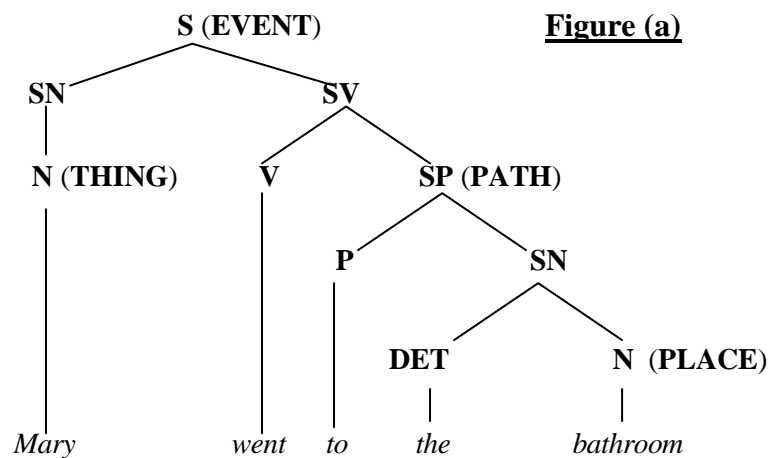 S (EVENT) Figure (a)
SN SV
N (THING) V SP (PATH)
P SN
DET N (PLACE)
Mary went to the bathroom